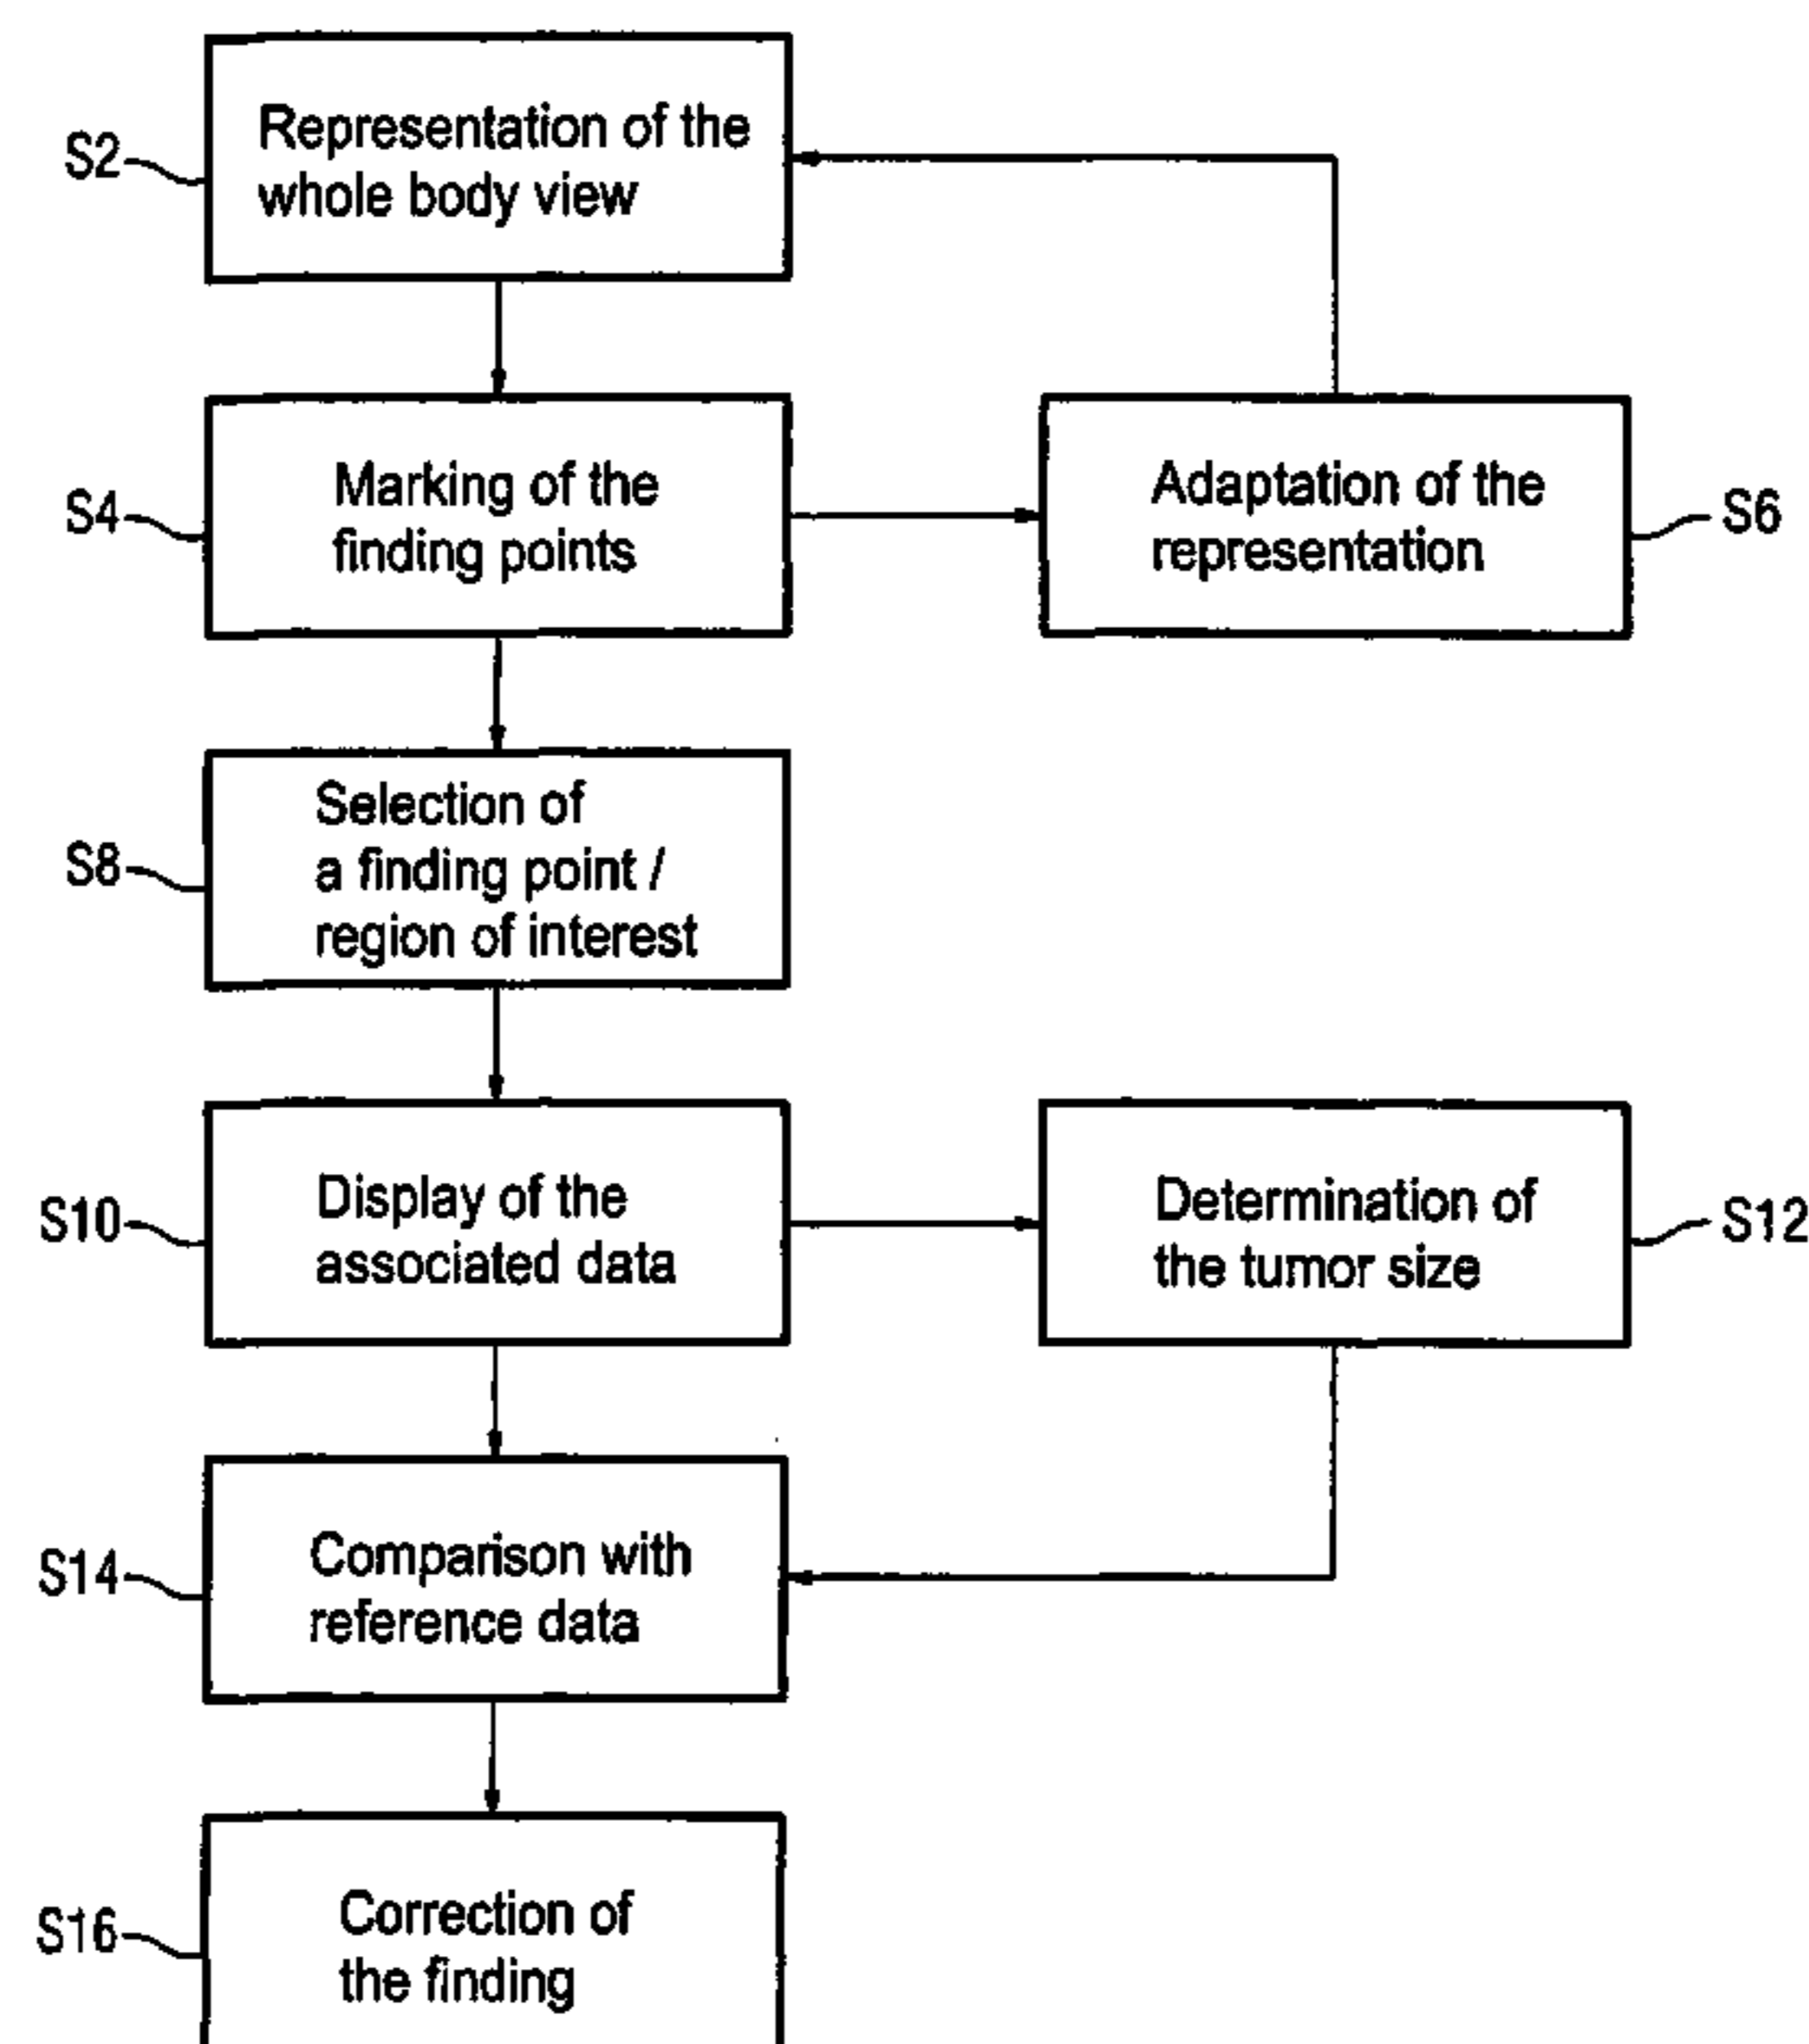 S2
Representation of the
whole body view
S4
Marking of the
finding points
Adaptation of the
representation
S6
S8
Selection of
a finding point /
region of interest
S10
Display of the
associated data
Determination of
the tumor size
S12
S14
Comparison with
reference data
S16
Correction of
the finding